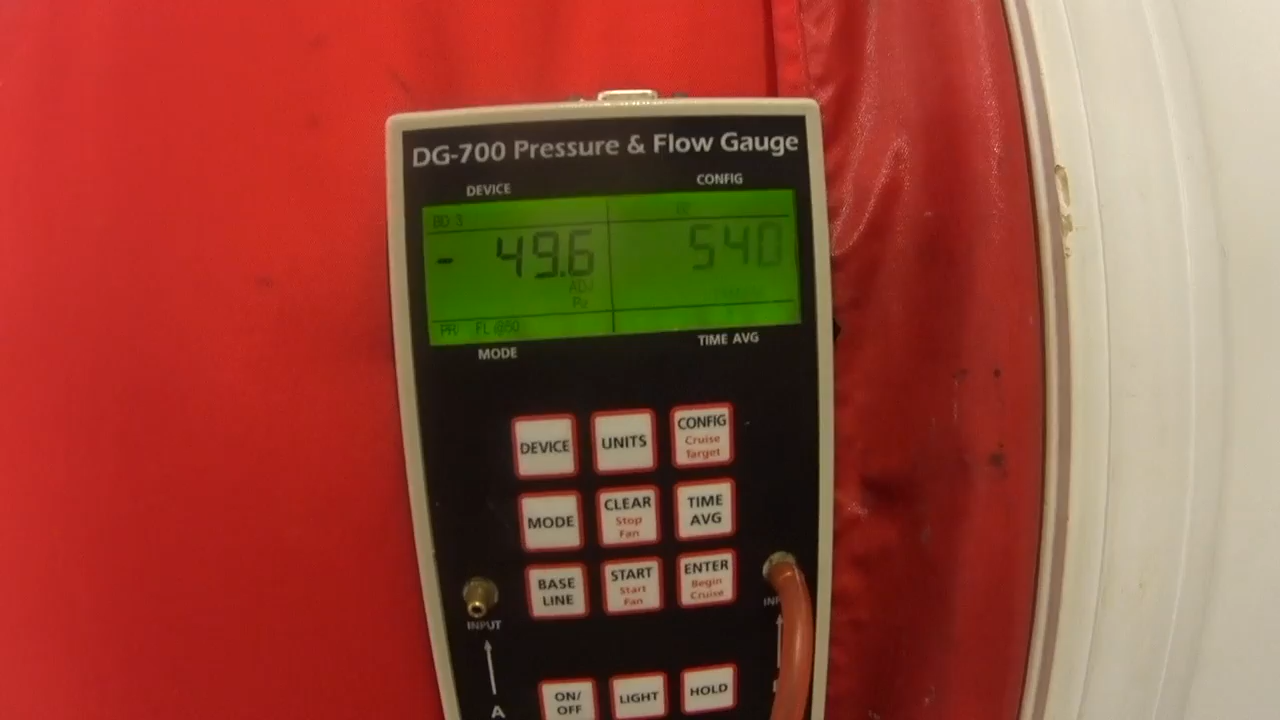 DG-700 Pressure & Flow Gauge
DEVICE CONFIG
BD 3
- 49.6 540
ADJ
Pa
PR/ FL @50
MODE TIME AVG
DEVICE
UNITS
CONFIG
Cruise
Target
MODE
CLEAR
Stop
Fan
TIME
AVG
BASE
LINE
START
Start
Fan
ENTER
Begin
Cruise
INPUT
A
ON/
OFF
LIGHT
HOLD